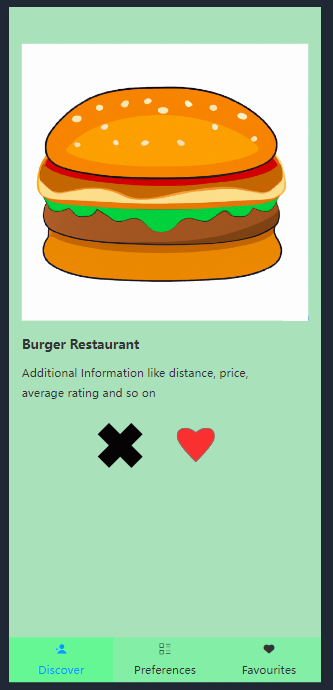 Burger Restaurant
Additional Information like distance, price,
average rating and so on
Discover
Preferences
Favourites